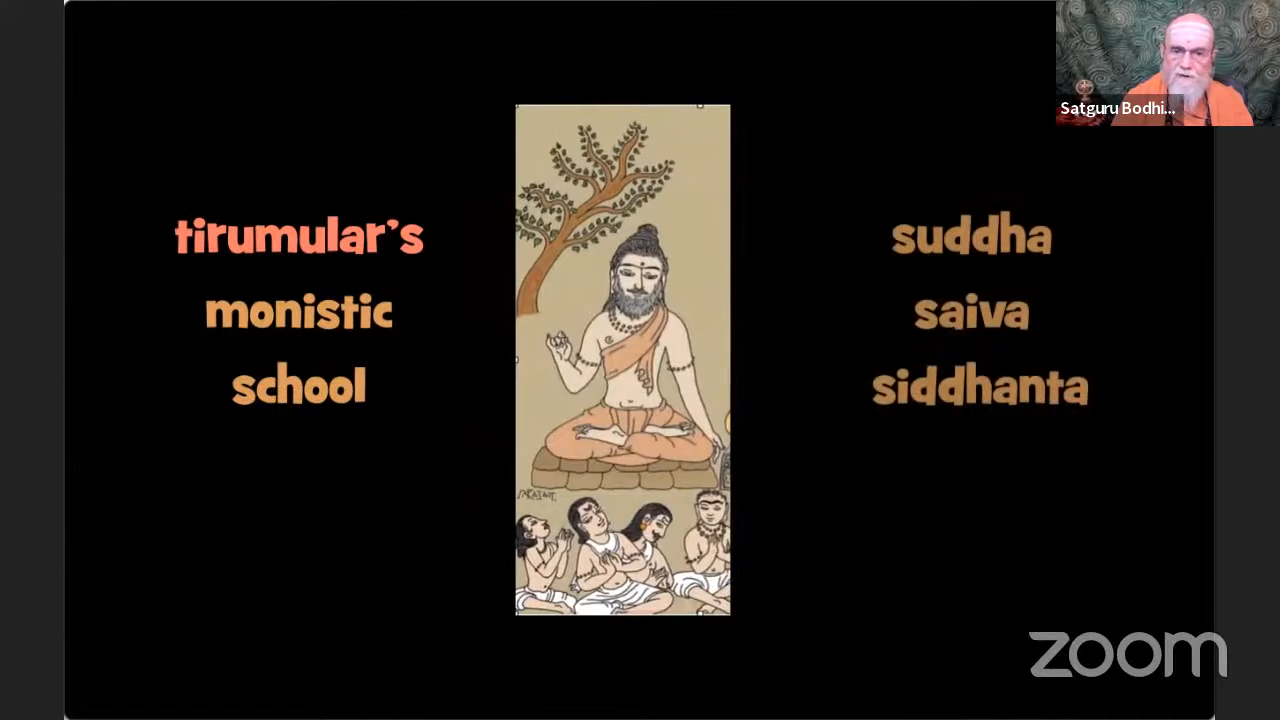 Satguru Bodhi...
tirumular's
monistic
school
suddha
saiva
siddhanta
zoom